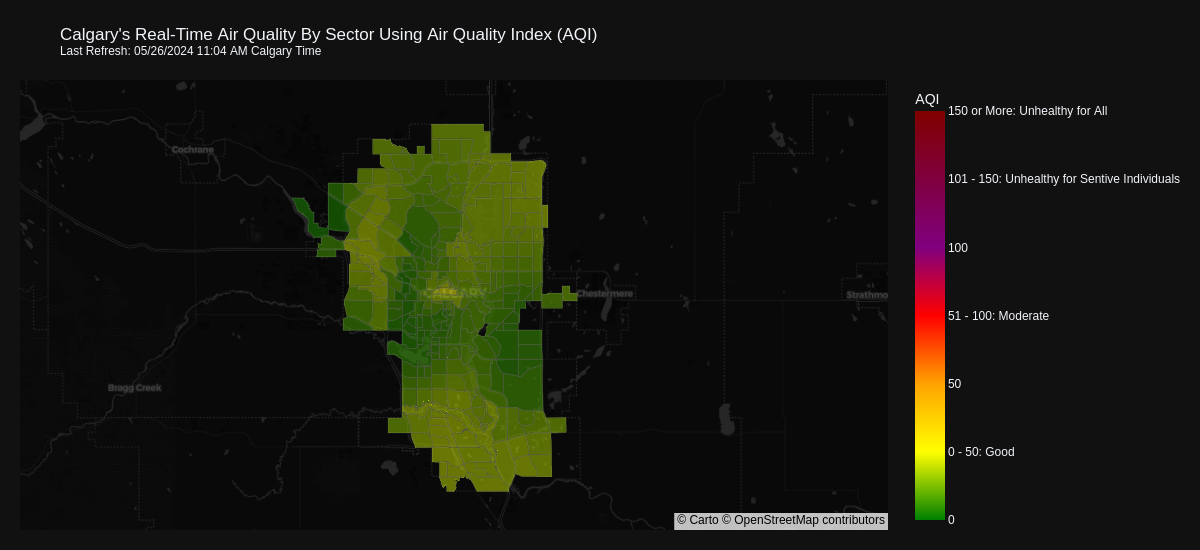 Calgary's Real-Time Air Quality By Sector Using Air Quality Index (AQI)
Last Refresh: 05/26/2024 11:04 AM Calgary Time
AQI
150 or More: Unhealthy for All
Cochrane
101 - 150: Unhealthy for Sentive Individuals
100
CALGARY
Chestermere
Strathmo
51 - 100: Moderate
Bragg Creek
50
0 - 50: Good
© Carto © OpenStreetMap contributors
0